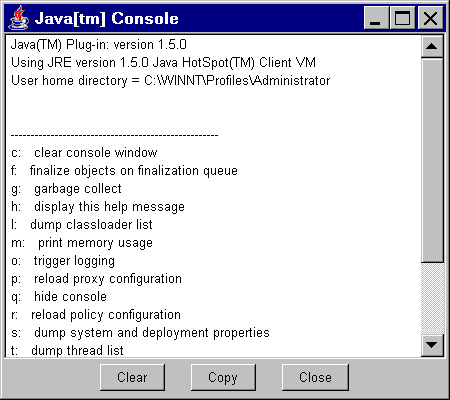 Java[tm] Console
Java(TM) Plug-in: version 1.5.0
Using JRE version 1.5.0 Java HotSpot(TM) Client VM
User home directory = C:\WINNT\Profiles\Administrator
----------------------------------------------------
c: clear console window
f: finalize objects on finalization queue
g: garbage collect
h: display this help message
l: dump classloader list
m: print memory usage
o: trigger logging
p: reload proxy configuration
q: hide console
r: reload policy configuration
s: dump system and deployment properties
t: dump thread list
Clear Copy Close